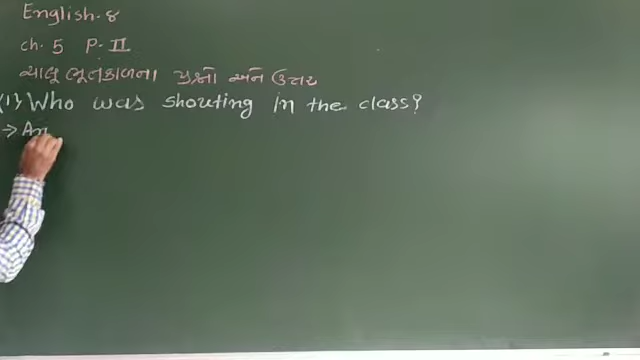 English-8
ch. 5 P-II
ચાલુ ભૂતકાળના પ્રશ્નો અને ઉત્તર
(1) Who was shouting in the class?
→ An